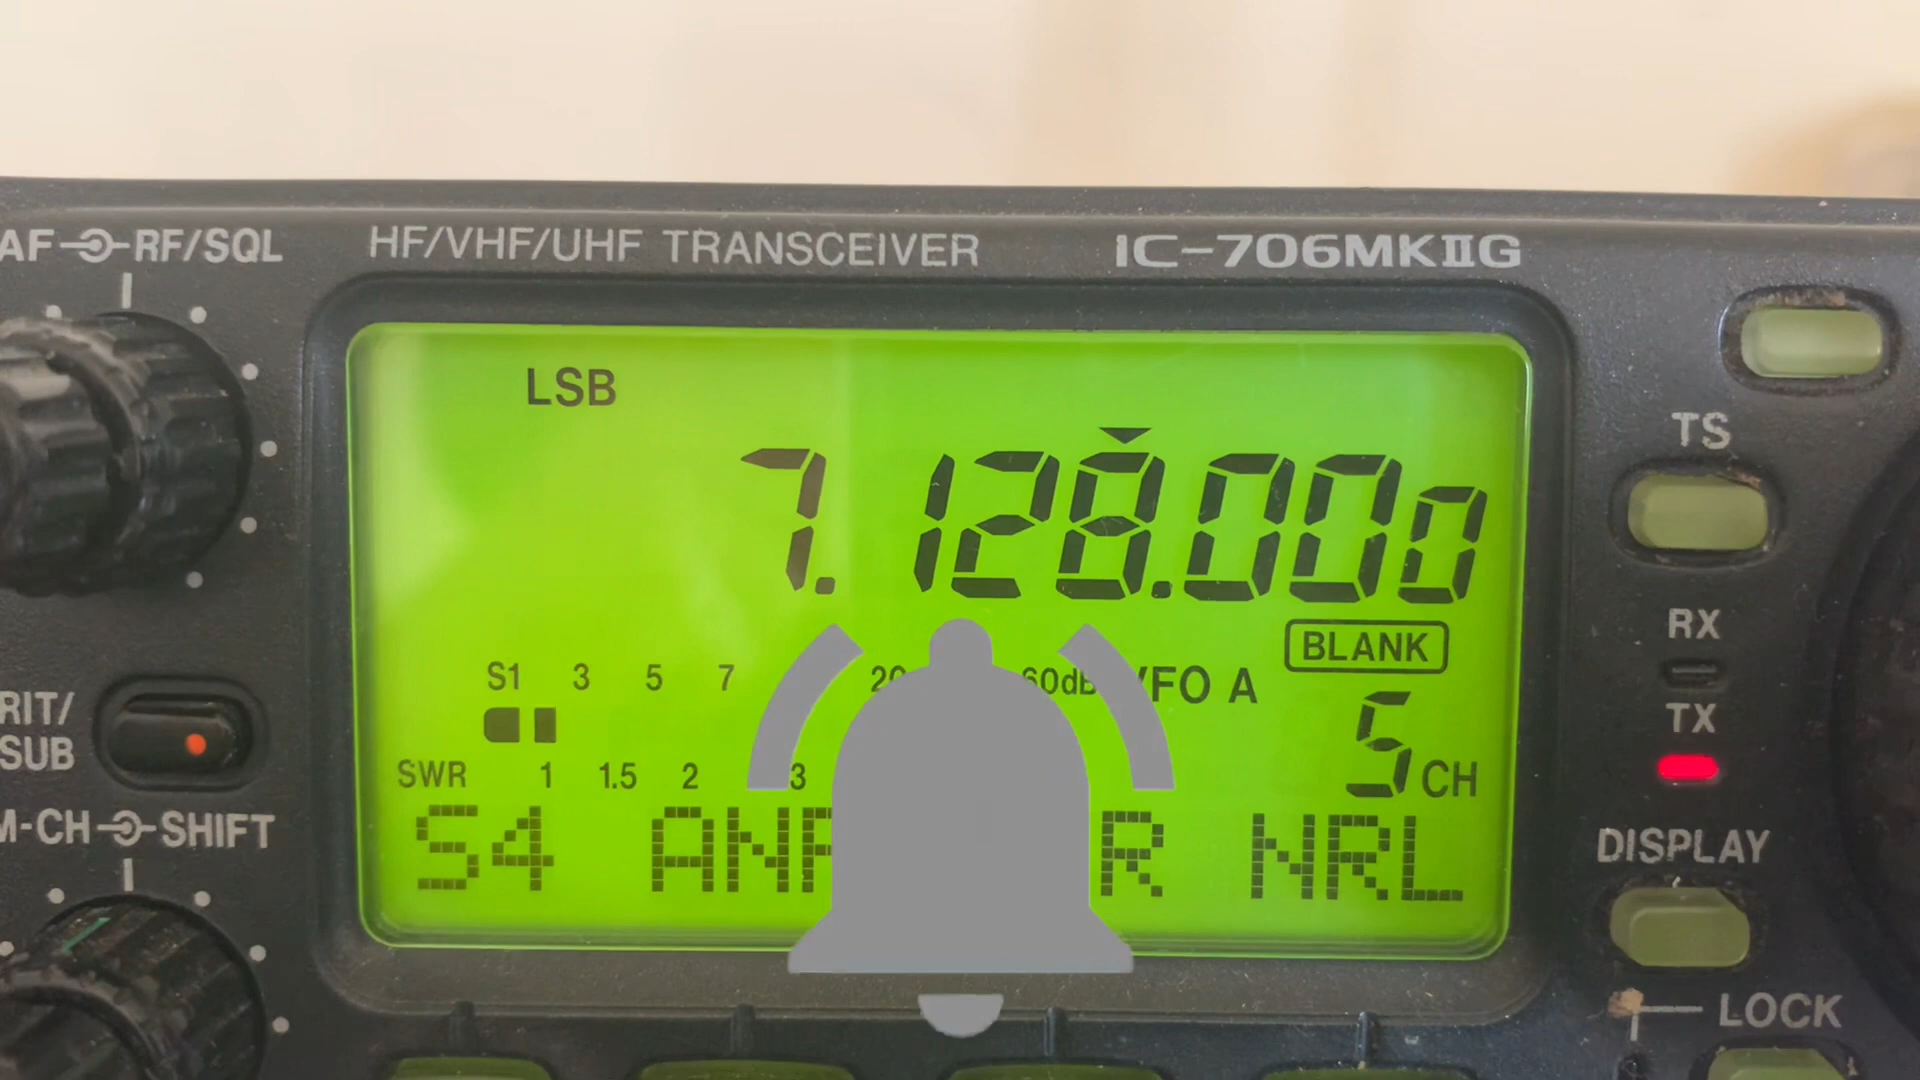 AF RF/SQL HF/VHF/UHF TRANSCEIVER IC-706MKIIG
LSB
7.128.000
TS
BLANK
S1 3 5 7 20 60dB VFO A
RX
RIT/
SUB
5 CH
TX
SWR 1 1.5 2 3
M-CH SHIFT
S4 NRL
DISPLAY
LOCK